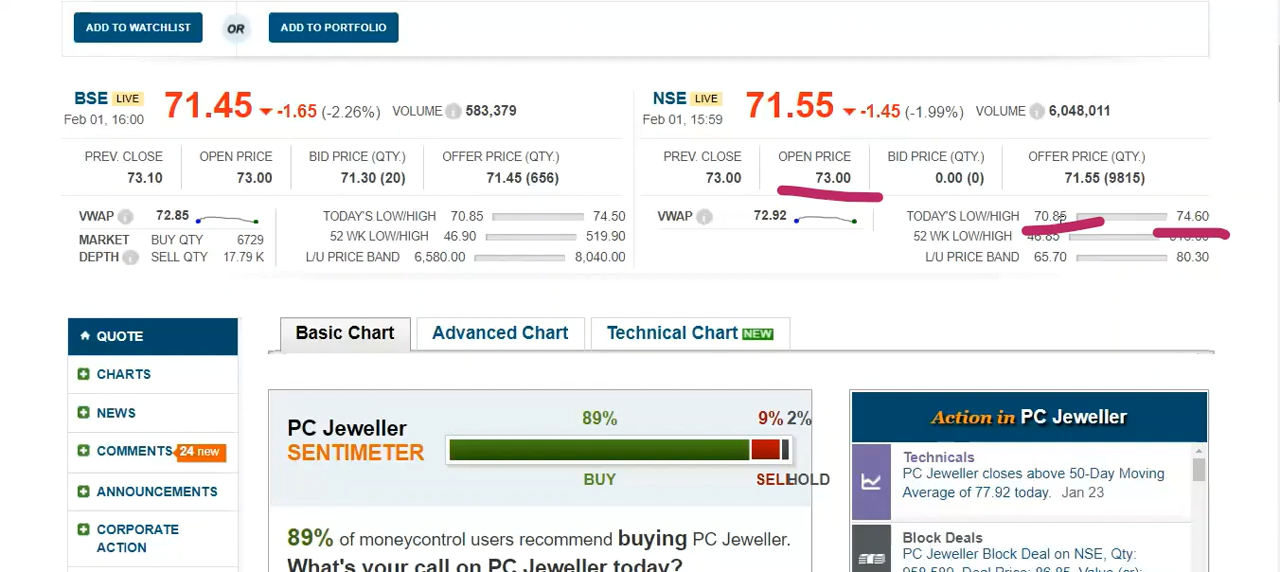 ADD TO WATCHLIST OR ADD TO PORTFOLIO
BSE LIVE 71.45 -1.65 (-2.26%) VOLUME 583,379
Feb 01, 16:00
PREV. CLOSE OPEN PRICE BID PRICE (QTY.) OFFER PRICE (QTY.)
73.10 73.00 71.30 (20) 71.45 (656)
VWAP 72.85
MARKET BUY QTY 6729
DEPTH SELL QTY 17.79 K
TODAY'S LOW/HIGH 70.85 74.50
52 WK LOW/HIGH 46.90 519.90
L/U PRICE BAND 6,580.00 8,040.00
NSE LIVE 71.55 -1.45 (-1.99%) VOLUME 6,048,011
Feb 01, 15:59
PREV. CLOSE OPEN PRICE BID PRICE (QTY.) OFFER PRICE (QTY.)
73.00 73.00 0.00 (0) 71.55 (9815)
VWAP 72.92
TODAY'S LOW/HIGH 70.85 74.60
52 WK LOW/HIGH 46.85
L/U PRICE BAND 65.70 80.30
QUOTE
CHARTS
NEWS
COMMENTS 24 new
ANNOUNCEMENTS
CORPORATE
ACTION
Basic Chart Advanced Chart Technical Chart NEW
PC Jeweller
SENTIMETER
89% 9% 2%
BUY SELL HOLD
89% of moneycontrol users recommend buying PC Jeweller.
What's your call on PC Jeweller today?
Action in PC Jeweller
Technicals
PC Jeweller closes above 50-Day Moving
Average of 77.92 today. Jan 23
Block Deals
PC Jeweller Block Deal on NSE, Qty:
958,580, Deal Price: 86.85, Value (cr):